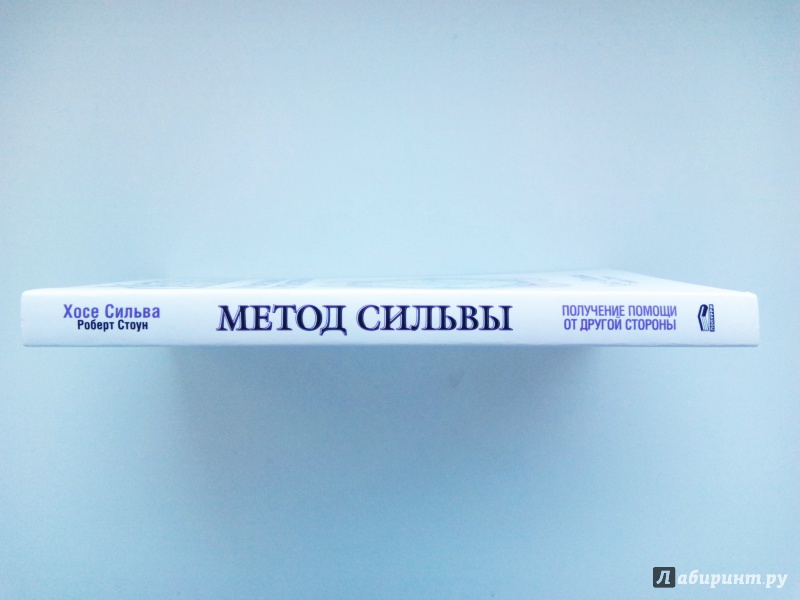 Хосе Сильва
Роберт Стоун
МЕТОД СИЛЬВЫ
ПОЛУЧЕНИЕ ПОМОЩИ
ОТ ДРУГОЙ СТОРОНЫ
Лабиринт.ру